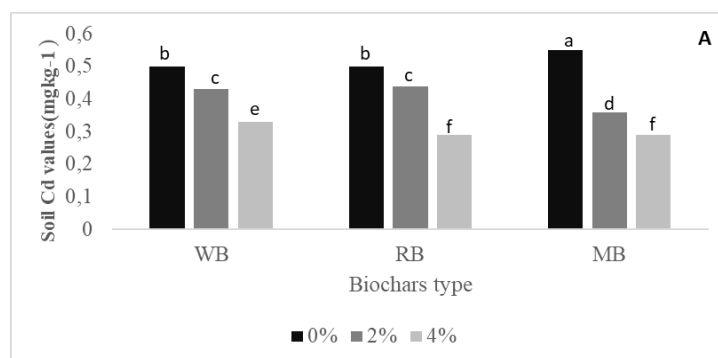 A
Soil Cd values(mgkg-1 )
0,6
0,5
0,4
0,3
0,2
0,1
0
b
c
e
b
c
f
a
d
f
WB RB MB
Biochars type
0% 2% 4%